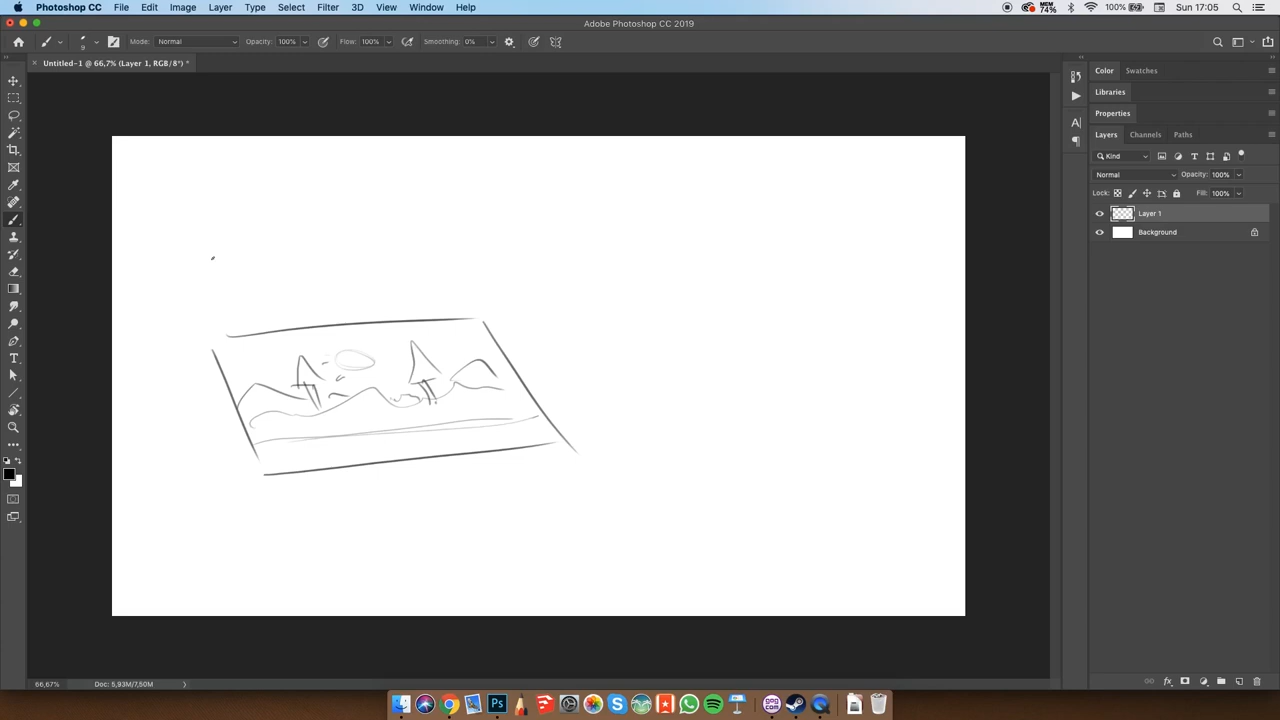 Photoshop CC File Edit Image Layer Type Select Filter 3D View Window Help MEM 74% 100% Sun 17:05
Adobe Photoshop CC 2019
9 Mode: Normal Opacity: 100% Flow: 100% Smoothing: 0%
Untitled-1 @ 66,7% (Layer 1, RGB/8*) *
Color Swatches
Libraries
Properties
Layers Channels Paths
Kind
Normal Opacity: 100%
Lock: Fill: 100%
Layer 1
Background
66,67% Doc: 5,93M/7,50M